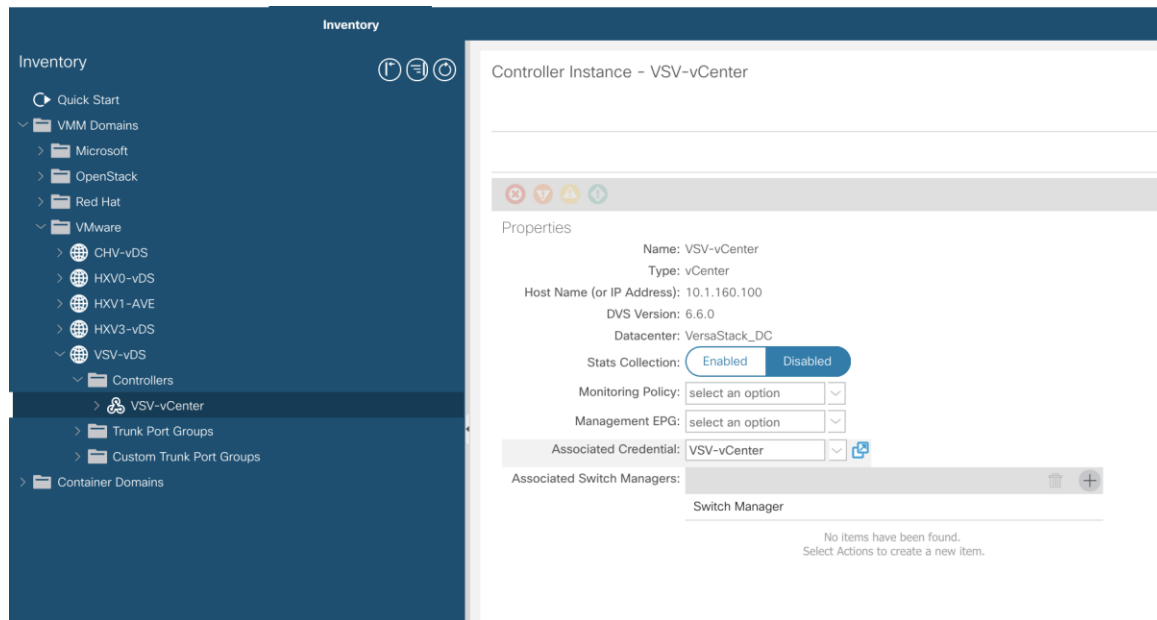 Inventory
Inventory
Quick Start
VMM Domains
Microsoft
OpenStack
Red Hat
VMware
CHV-vDS
HXV0-vDS
HXV1-AVE
HXV3-vDS
VSV-vDS
Controllers
VSV-vCenter
Trunk Port Groups
Custom Trunk Port Groups
Container Domains
Controller Instance - VSV-vCenter
Properties
Name: VSV-vCenter
Type: vCenter
Host Name (or IP Address): 10.1.160.100
DVS Version: 6.6.0
Datacenter: VersaStack_DC
Stats Collection: Enabled Disabled
Monitoring Policy: select an option
Management EPG: select an option
Associated Credential: VSV-vCenter
Associated Switch Managers:
Switch Manager
No items have been found.
Select Actions to create a new item.